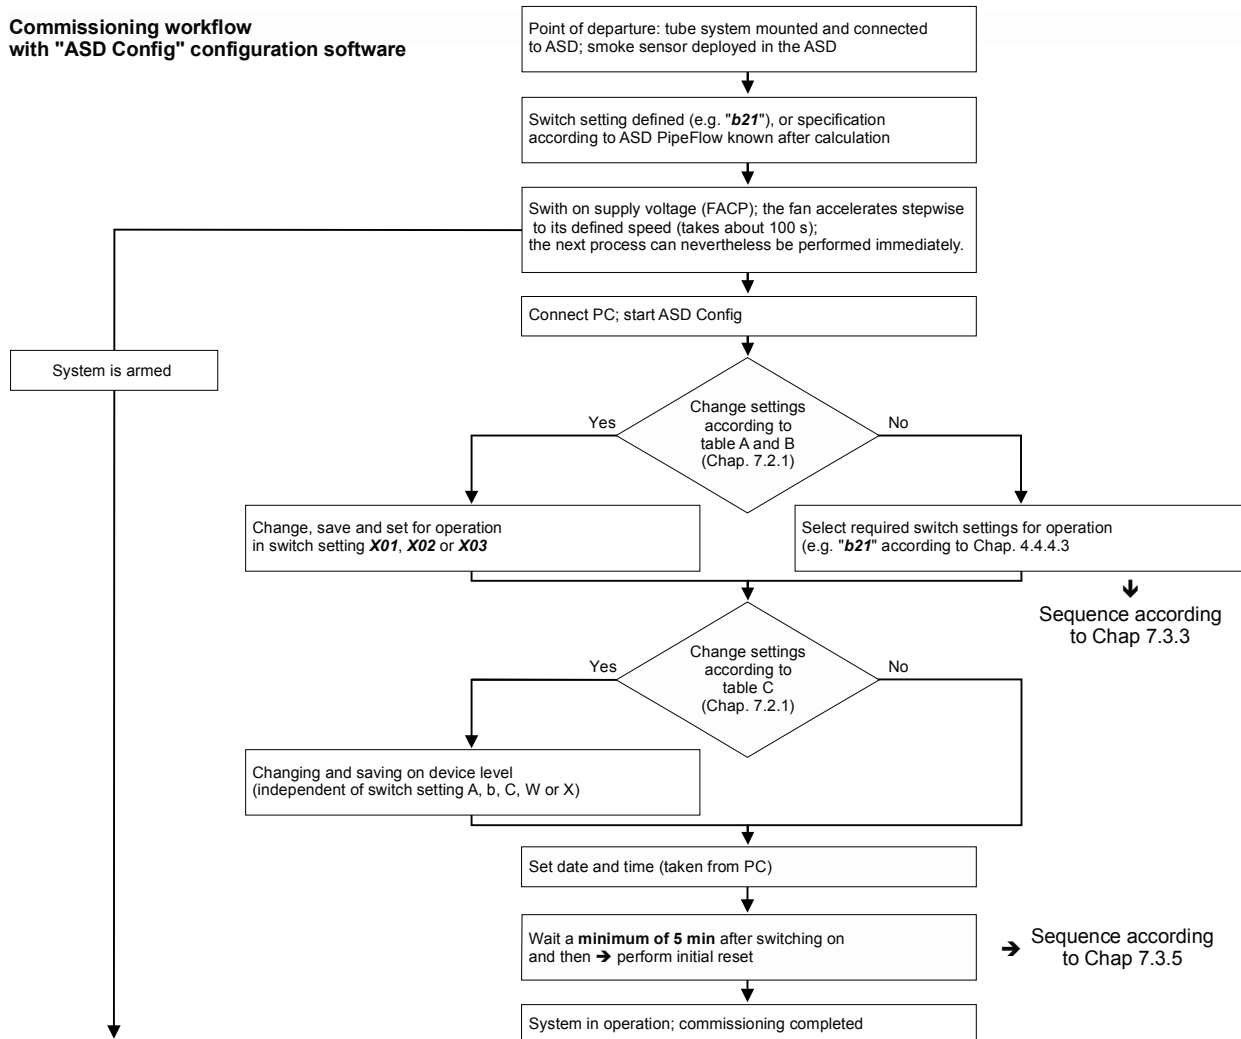 Commissioning workflow
with "ASD Config" configuration software
Point of departure: tube system mounted and connected
to ASD; smoke sensor deployed in the ASD
Switch setting defined (e.g. "b21"), or specification
according to ASD PipeFlow known after calculation
Swith on supply voltage (FACP); the fan accelerates stepwise
to its defined speed (takes about 100 s);
the next process can nevertheless be performed immediately.
Connect PC; start ASD Config
System is armed
Change settings
according to
table A and B
(Chap. 7.2.1)
Yes
No
Change, save and set for operation
in switch setting X01, X02 or X03
Select required switch settings for operation
(e.g. "b21" according to Chap. 4.4.4.3
🡻
Sequence according
to Chap 7.3.3
Change settings
according to
table C
(Chap. 7.2.1)
Yes
No
Changing and saving on device level
(independent of switch setting A, b, C, W or X)
Set date and time (taken from PC)
Wait a minimum of 5 min after switching on
and then ➔ perform initial reset
➔ Sequence according
to Chap 7.3.5
System in operation; commissioning completed